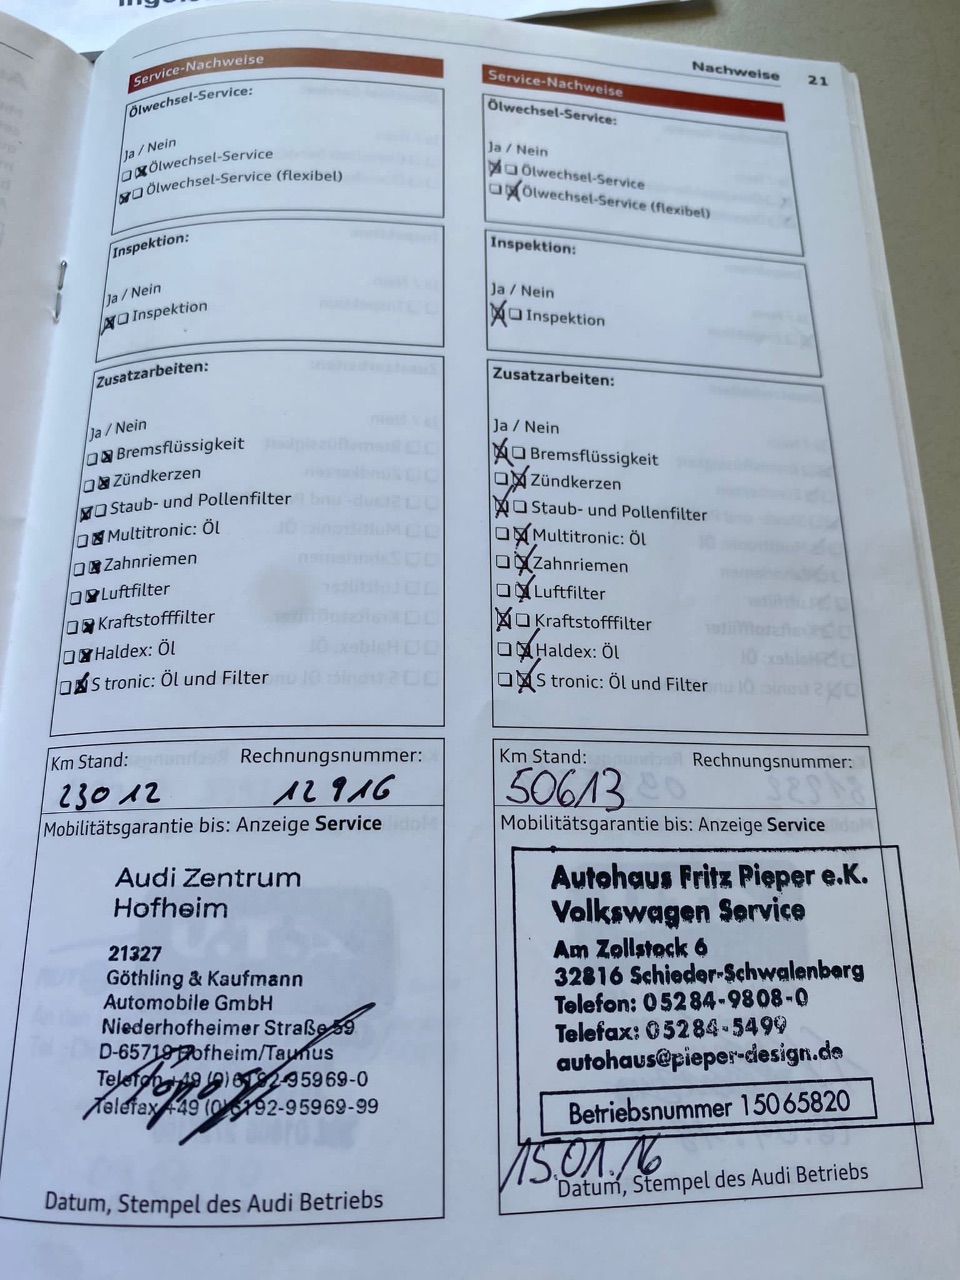 Nachweise 21
Service-Nachweise
Ölwechsel-Service:
Ja / Nein
Ölwechsel-Service
Ölwechsel-Service (flexibel)
Inspektion:
Ja / Nein
Inspektion
Zusatzarbeiten:
Ja / Nein
Bremsflüssigkeit
Zündkerzen
Staub- und Pollenfilter
Multitronic: Öl
Zahnriemen
Luftfilter
Kraftstofffilter
Haldex: Öl
S tronic: Öl und Filter
Km Stand: Rechnungsnummer:
23012 12916
Mobilitätsgarantie bis: Anzeige Service
Audi Zentrum
Hofheim
21327
Göthling & Kaufmann
Automobile GmbH
Niederhofheimer Straße 59
D-65719 Hofheim/Taunus
Telefon +49 (0)6192-95969-0
Telefax +49 (0)6192-95969-99
Datum, Stempel des Audi Betriebs
Service-Nachweise
Ölwechsel-Service:
Ja / Nein
Ölwechsel-Service
Ölwechsel-Service (flexibel)
Inspektion:
Ja / Nein
Inspektion
Zusatzarbeiten:
Ja / Nein
Bremsflüssigkeit
Zündkerzen
Staub- und Pollenfilter
Multitronic: Öl
Zahnriemen
Luftfilter
Kraftstofffilter
Haldex: Öl
S tronic: Öl und Filter
Km Stand: Rechnungsnummer:
50613
Mobilitätsgarantie bis: Anzeige Service
Autohaus Fritz Pieper e.K.
Volkswagen Service
Am Zollstock 6
32816 Schieder-Schwalenberg
Telefon: 05284-9808-0
Telefax: 05284-5499
autohaus@pieper-design.de
Betriebsnummer 15065820
15.01.16
Datum, Stempel des Audi Betriebs